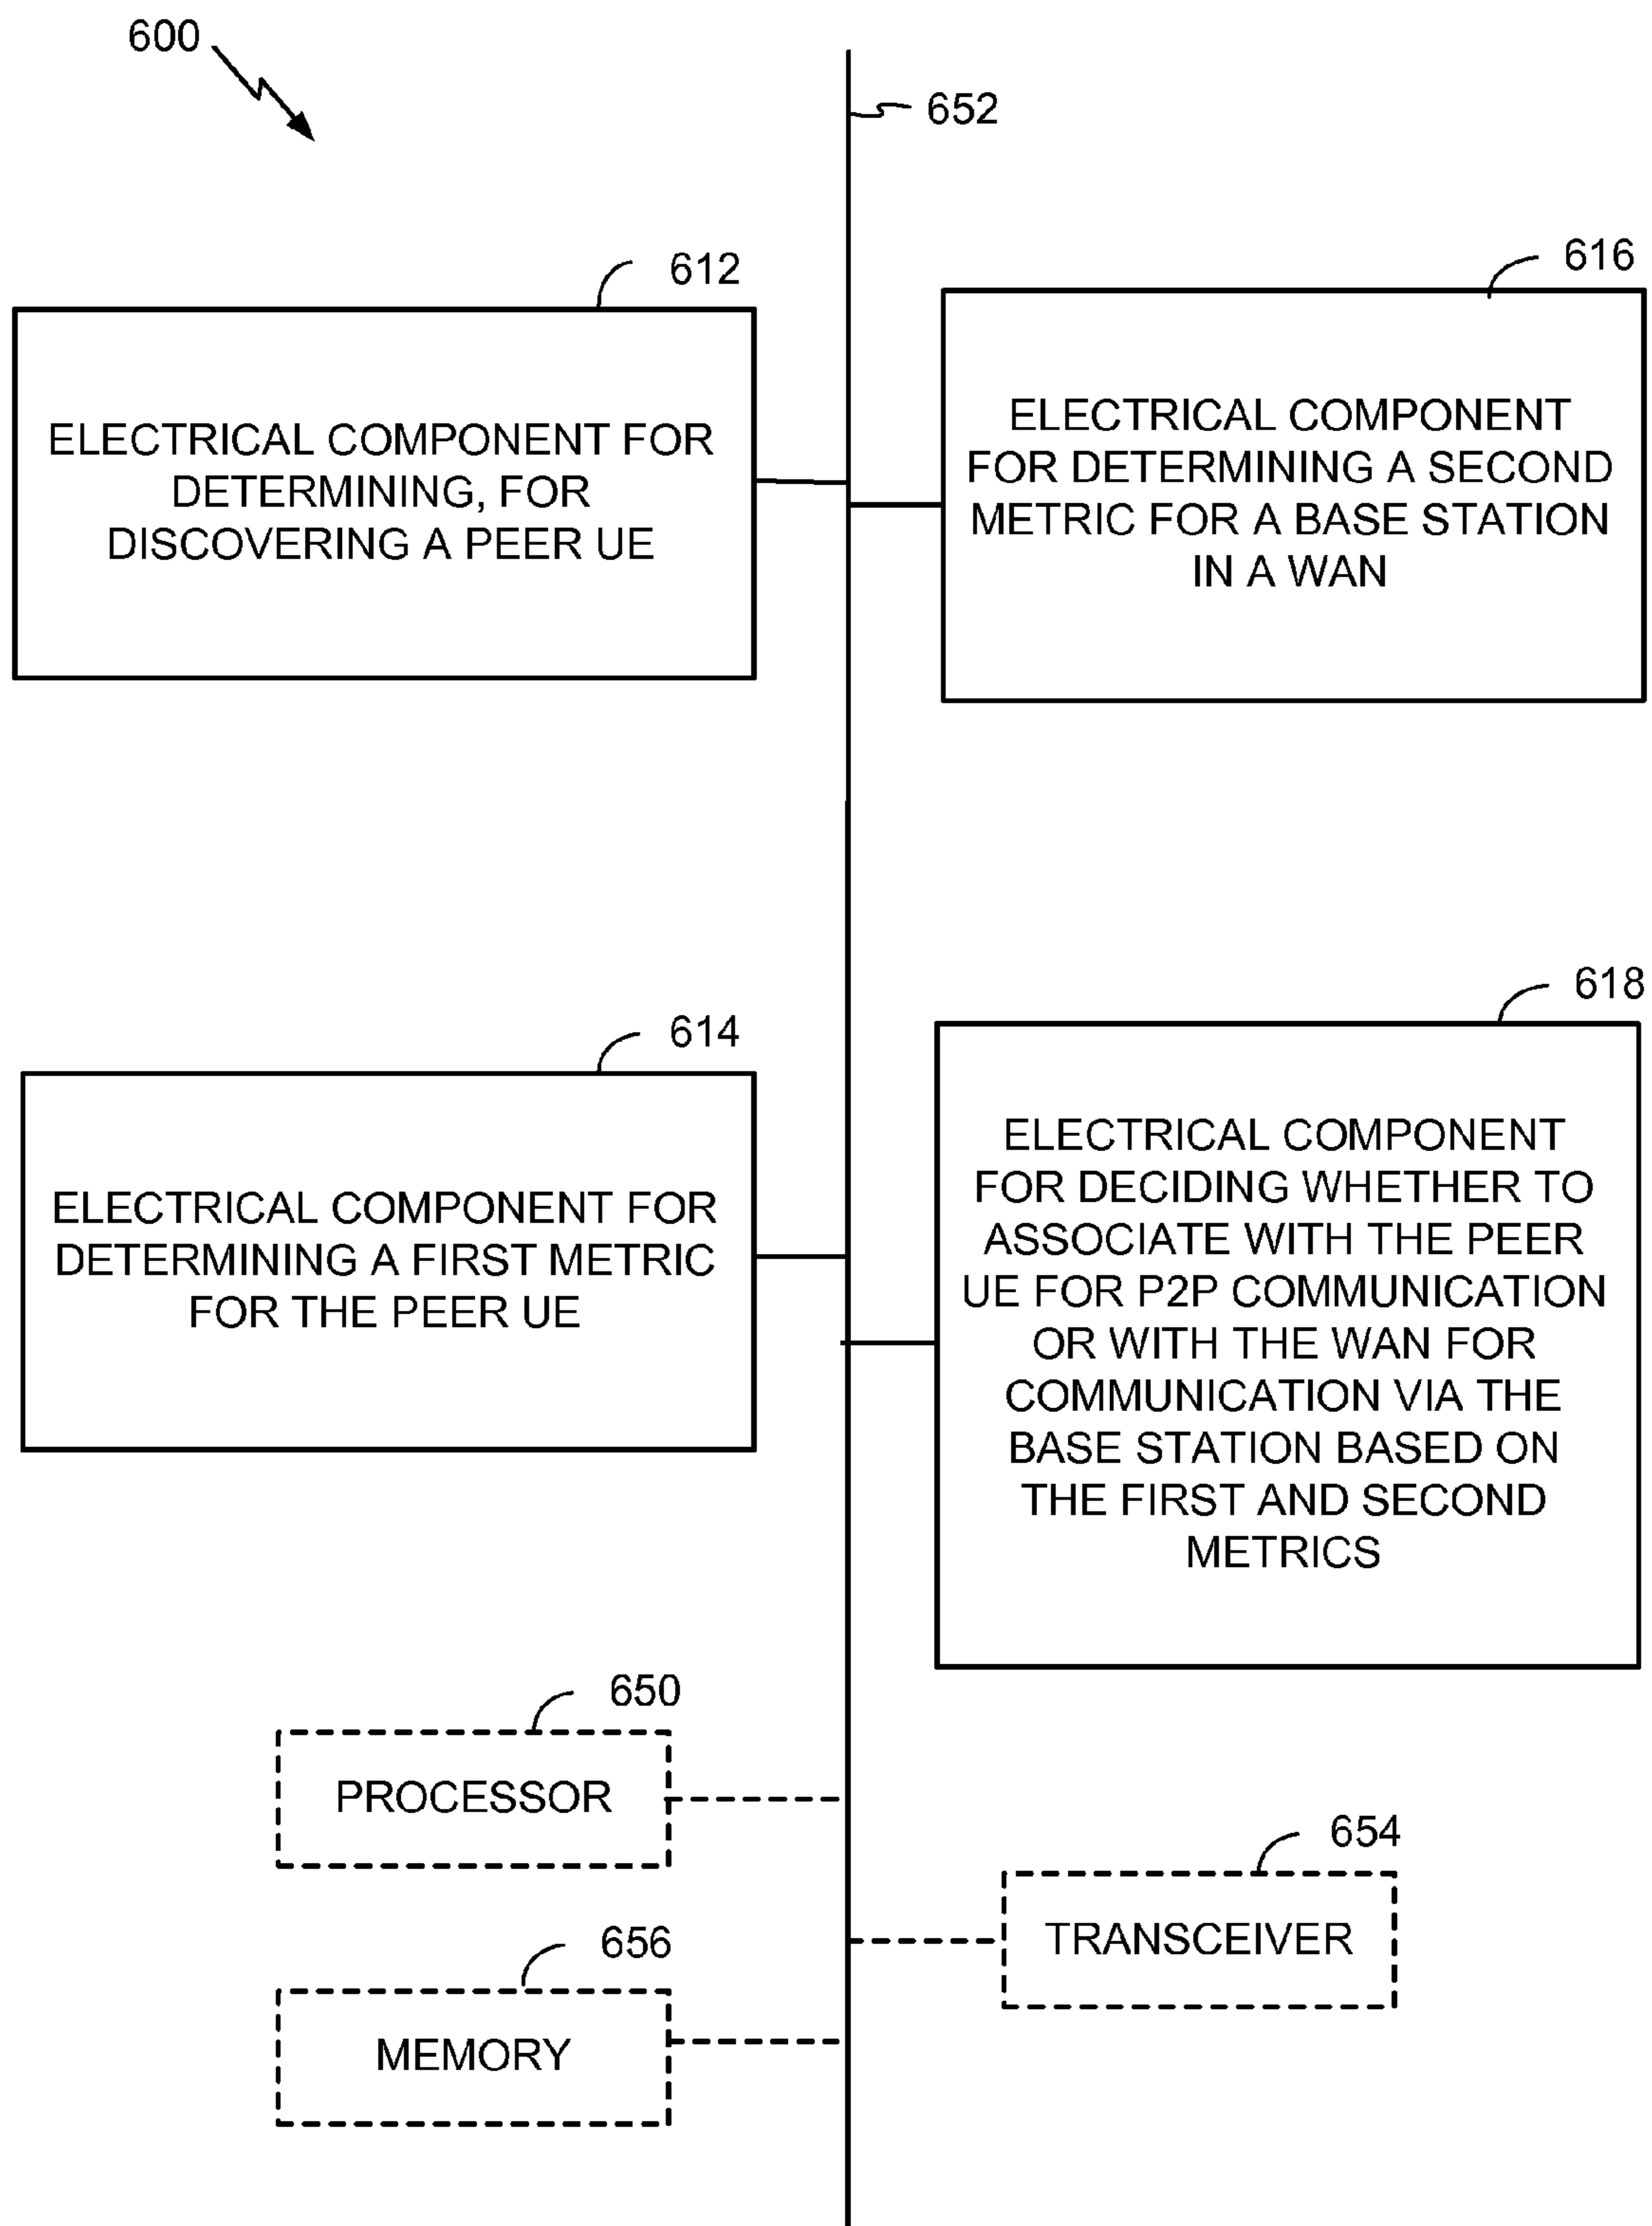 600
652
612
ELECTRICAL COMPONENT FOR
DETERMINING, FOR
DISCOVERING A PEER UE
616
ELECTRICAL COMPONENT
FOR DETERMINING A SECOND
METRIC FOR A BASE STATION
IN A WAN
614
ELECTRICAL COMPONENT FOR
DETERMINING A FIRST METRIC
FOR THE PEER UE
618
ELECTRICAL COMPONENT
FOR DECIDING WHETHER TO
ASSOCIATE WITH THE PEER
UE FOR P2P COMMUNICATION
OR WITH THE WAN FOR
COMMUNICATION VIA THE
BASE STATION BASED ON
THE FIRST AND SECOND
METRICS
650
PROCESSOR
654
TRANSCEIVER
656
MEMORY